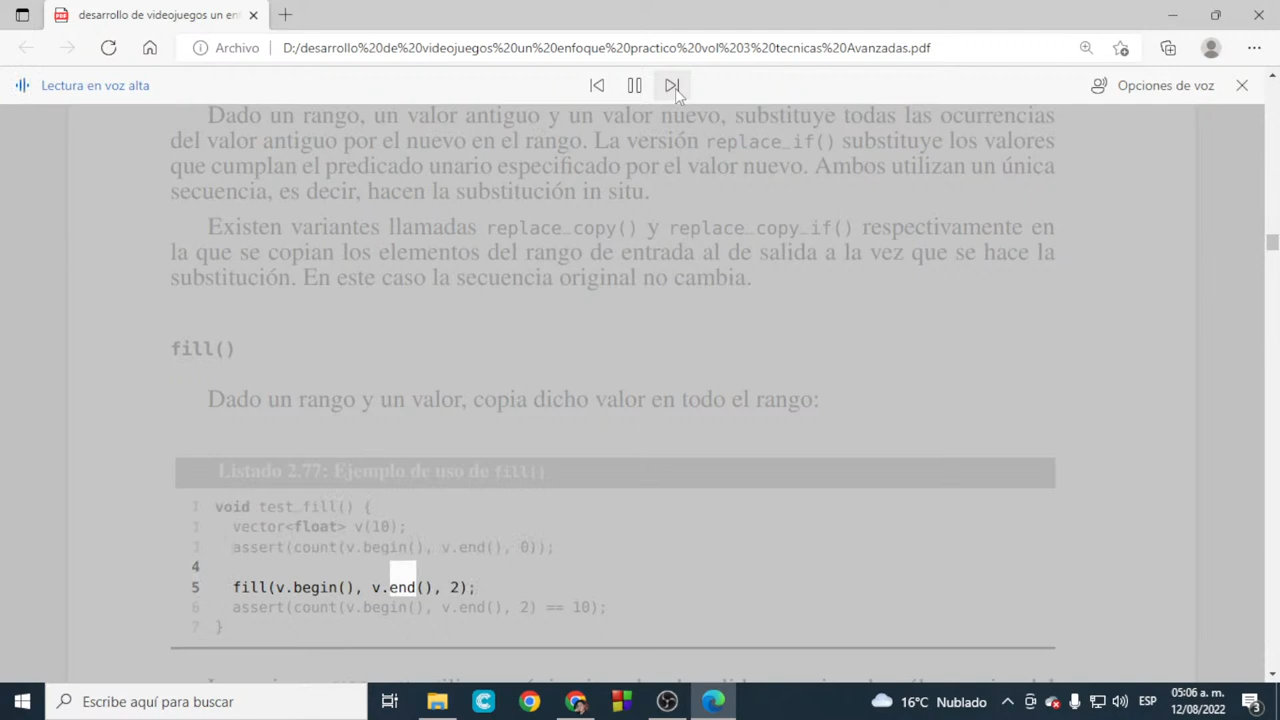 desarrollo de videojuegos un en
Archivo D:/desarrollo%20de%20videojuegos%20un%20enfoque%20practico%20vol%203%20tecnicas%20Avanzadas.pdf
Lectura en voz alta
Opciones de voz
Dado un rango, un valor antiguo y un valor nuevo, substituye todas las ocurrencias
del valor antiguo por el nuevo en el rango. La versión replace_if() substituye los valores
que cumplan el predicado unario especificado por el valor nuevo. Ambos utilizan un única
secuencia, es decir, hacen la substitución in situ.
Existen variantes llamadas replace_copy() y replace_copy_if() respectivamente en
la que se copian los elementos del rango de entrada al de salida a la vez que se hace la
substitución. En este caso la secuencia original no cambia.
fill()
Dado un rango y un valor, copia dicho valor en todo el rango:
Listado 2.77: Ejemplo de uso de fill()
1 void test_fill() {
1 vector<float> v(10);
1 assert(count(v.begin(), v.end(), 0));
4
5 fill(v.begin(), v.end(), 2);
6 assert(count(v.begin(), v.end(), 2) == 10);
7 }
Escribe aquí para buscar
16°C Nublado
ESP
05:06 a. m.
12/08/2022
3